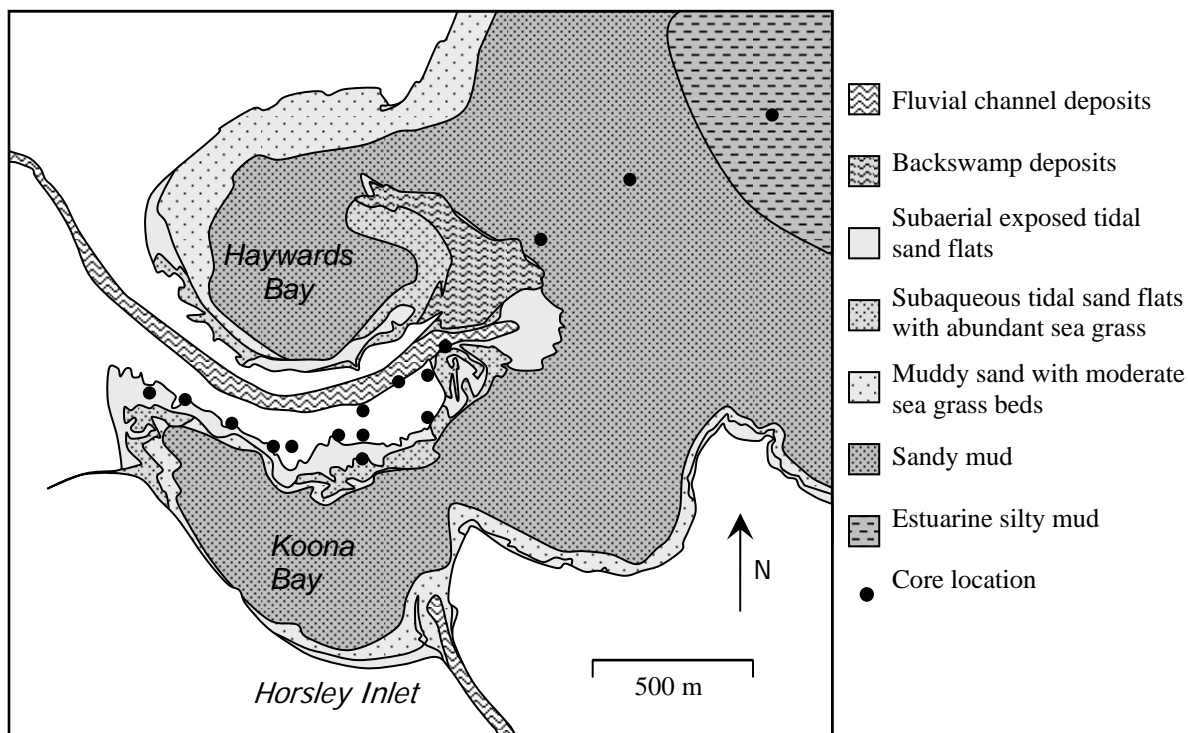 Haywards
Bay
Koona
Bay
Horsley Inlet
N
500 m
Fluvial channel deposits
Backswamp deposits
Subaerial exposed tidal
sand flats
Subaqueous tidal sand flats
with abundant sea grass
Muddy sand with moderate
sea grass beds
Sandy mud
Estuarine silty mud
Core location